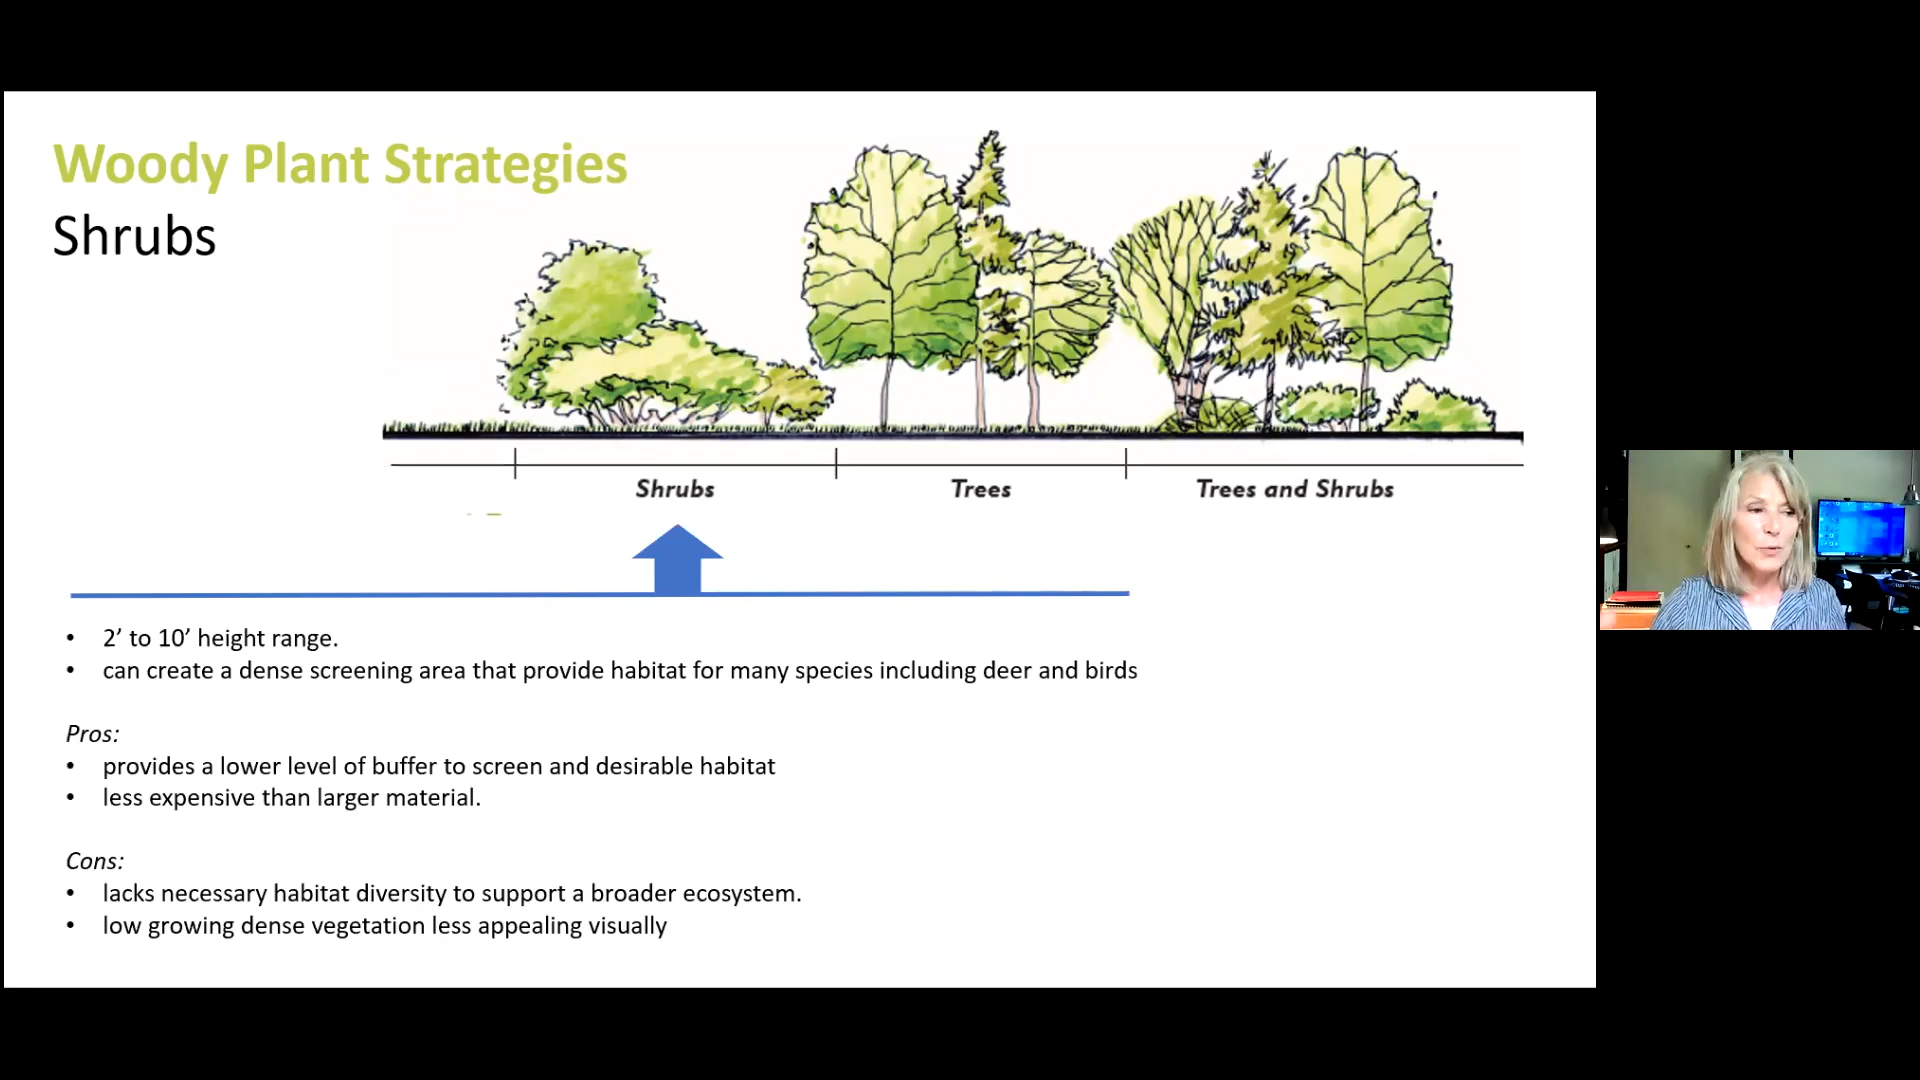 Woody Plant Strategies
Shrubs
Shrubs
Trees
Trees and Shrubs
• 2’ to 10’ height range.
• can create a dense screening area that provide habitat for many species including deer and birds
Pros:
• provides a lower level of buffer to screen and desirable habitat
• less expensive than larger material.
Cons:
• lacks necessary habitat diversity to support a broader ecosystem.
• low growing dense vegetation less appealing visually